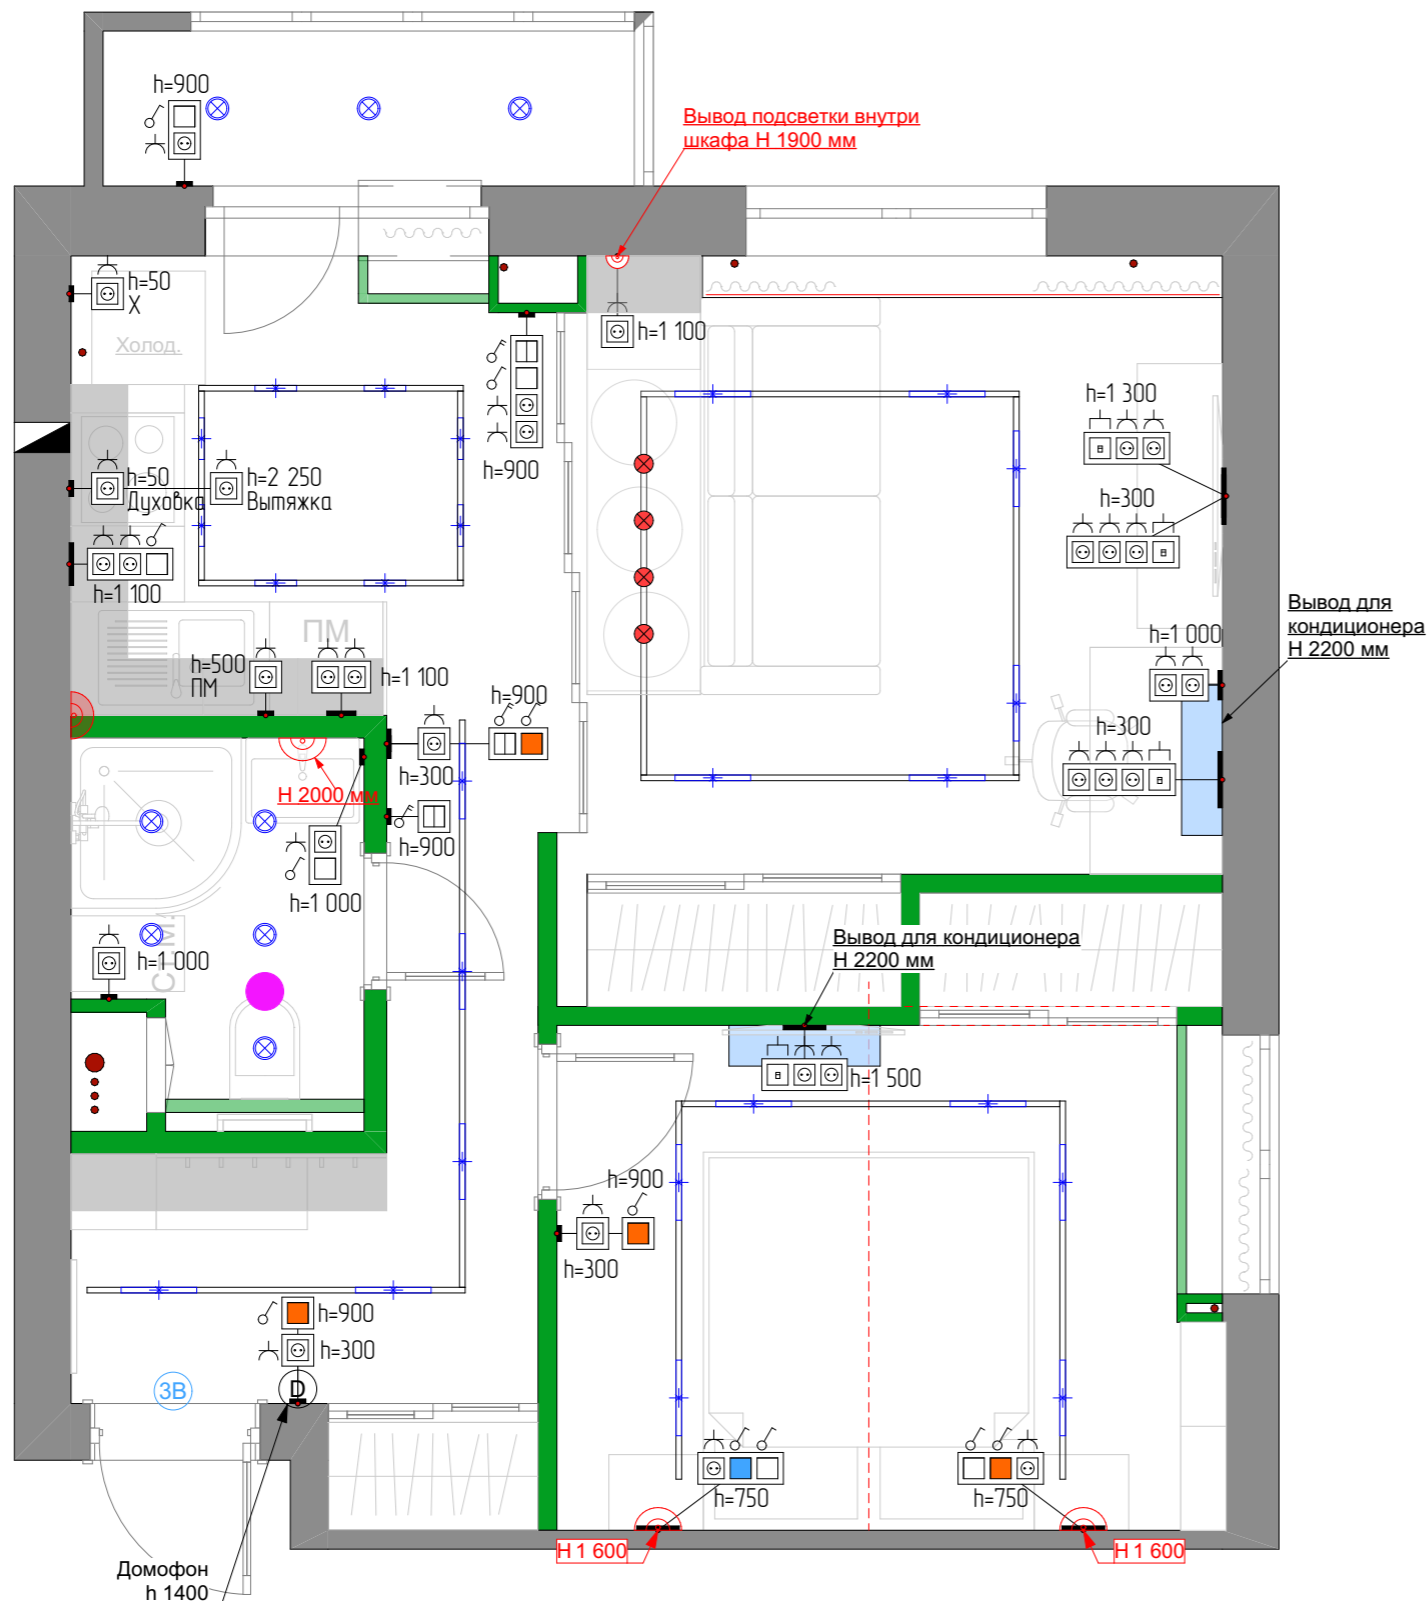 h=900
Вывод подсветки внутри
шкафа Н 1900 мм
h=50
Х
Холод.
h=1 100
h=900
h=1 300
h=300
h=50
Духовка
h=2 250
Вытяжка
h=1 100
ПМ
h=500
ПМ
h=1 100
h=900
h=300
h=900
Н 2000 мм
h=1 000
Вывод для
кондиционера
Н 2200 мм
h=1 000
h=300
Вывод для кондиционера
Н 2200 мм
h=1 000
СТ.М.
h=1 500
h=900
h=300
h=900
h=300
3В
D
h=750
h=750
Н 1 600
Н 1 600
Домофон
h 1400